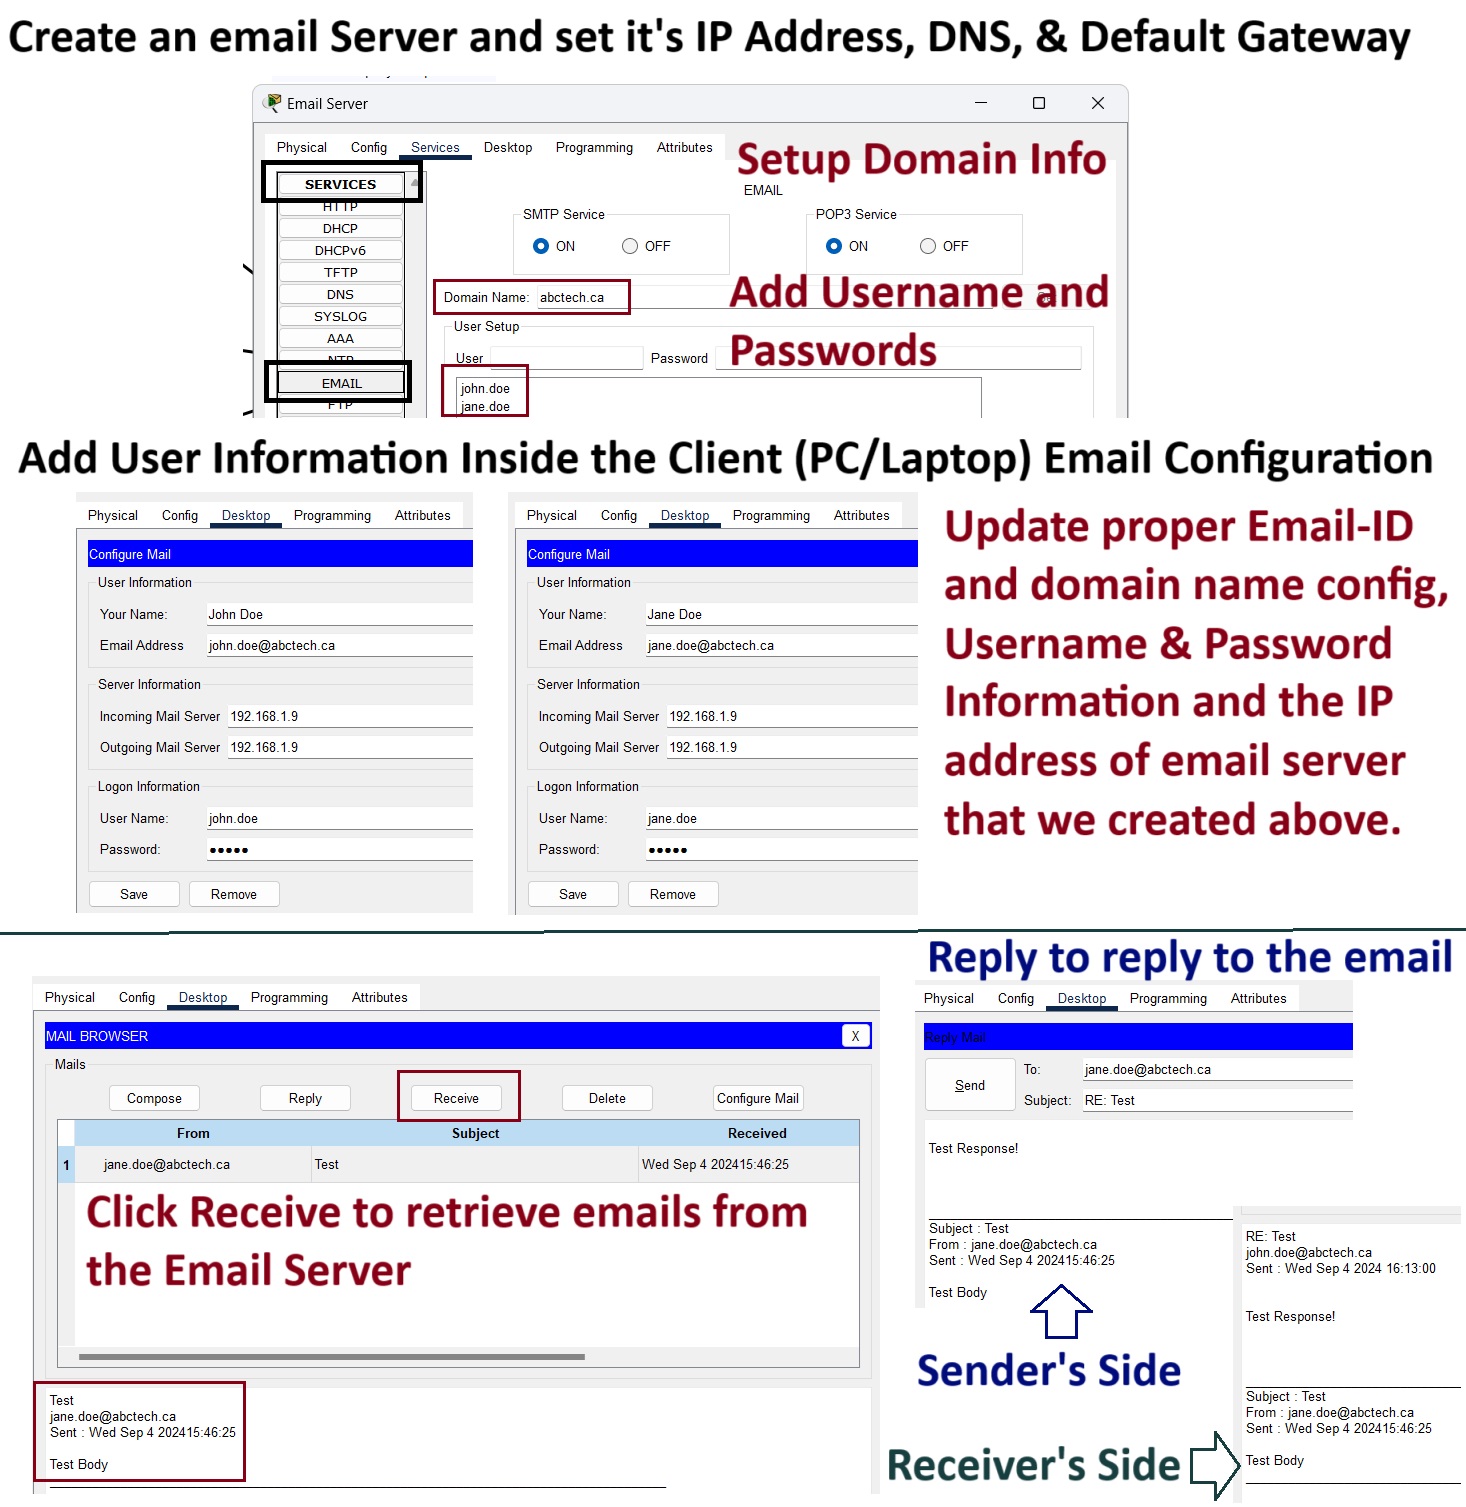 Create an email Server and set it's IP Address, DNS, & Default Gateway
Email Server
Physical Config Services Desktop Programming Attributes
Setup Domain Info
SERVICES
HTTP
DHCP
DHCPv6
TFTP
DNS
SYSLOG
AAA
NTP
EMAIL
FTP
EMAIL
SMTP Service
ON OFF
POP3 Service
ON OFF
Domain Name: abctech.ca
Add Username and
Passwords
User Setup
User Password
john.doe
jane.doe
Add User Information Inside the Client (PC/Laptop) Email Configuration
Physical Config Desktop Programming Attributes
Configure Mail
User Information
Your Name: John Doe
Email Address john.doe@abctech.ca
Server Information
Incoming Mail Server 192.168.1.9
Outgoing Mail Server 192.168.1.9
Logon Information
User Name: john.doe
Password: •••••
Save Remove
Physical Config Desktop Programming Attributes
Configure Mail
User Information
Your Name: Jane Doe
Email Address jane.doe@abctech.ca
Server Information
Incoming Mail Server 192.168.1.9
Outgoing Mail Server 192.168.1.9
Logon Information
User Name: jane.doe
Password: •••••
Save Remove
Update proper Email-ID
and domain name config,
Username & Password
Information and the IP
address of email server
that we created above.
Physical Config Desktop Programming Attributes
MAIL BROWSER X
Mails
Compose Reply Receive Delete Configure Mail
From Subject Received
1 jane.doe@abctech.ca Test Wed Sep 4 202415:46:25
Click Receive to retrieve emails from
the Email Server
Test
jane.doe@abctech.ca
Sent : Wed Sep 4 202415:46:25
Test Body
Reply to reply to the email
Physical Config Desktop Programming Attributes
Reply Mail
Send
To: jane.doe@abctech.ca
Subject: RE: Test
Test Response!
Subject : Test
From : jane.doe@abctech.ca
Sent : Wed Sep 4 202415:46:25
Test Body
Sender's Side
RE: Test
john.doe@abctech.ca
Sent : Wed Sep 4 2024 16:13:00
Test Response!
Subject : Test
From : jane.doe@abctech.ca
Sent : Wed Sep 4 202415:46:25
Test Body
Receiver's Side